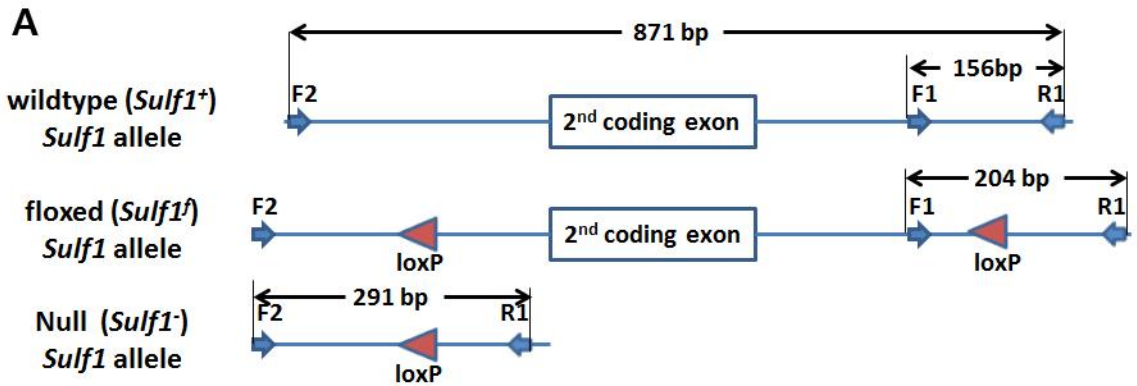 A
871 bp
wildtype (Sulf1⁺)
Sulf1 allele
F2
2nd coding exon
156bp
F1
R1
floxed (Sulf1ᶠ)
Sulf1 allele
F2
loxP
2nd coding exon
204 bp
F1
R1
loxP
Null (Sulf1⁻)
Sulf1 allele
291 bp
F2
R1
loxP